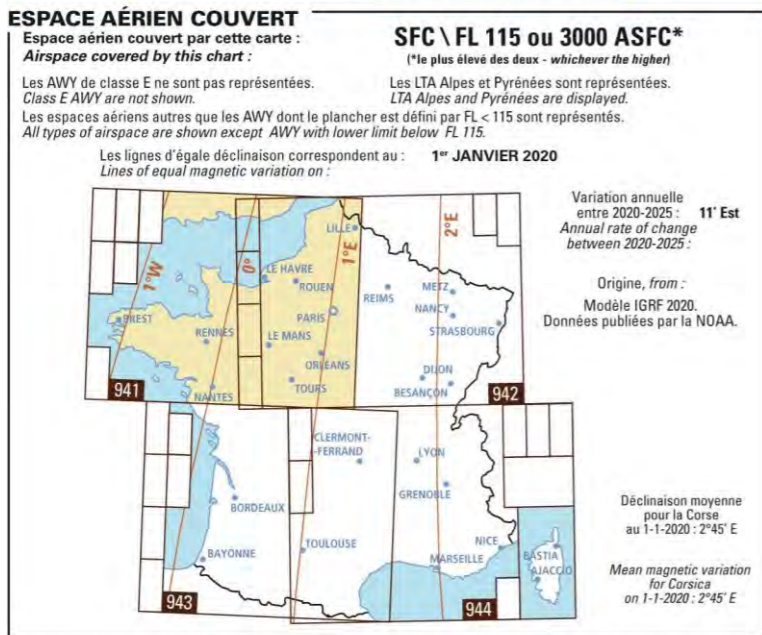 ESPACE AÉRIEN COUVERT
Espace aérien couvert par cette carte :
Airspace covered by this chart :
SFC \ FL 115 ou 3000 ASFC*
(*le plus élevé des deux - whichever the higher)
Les AWY de classe E ne sont pas représentées.
Class E AWY are not shown.
Les LTA Alpes et Pyrénées sont représentées.
LTA Alpes and Pyrénées are displayed.
Les espaces aériens autres que les AWY dont le plancher est défini par FL < 115 sont représentés.
All types of airspace are shown except AWY with lower limit below FL 115.
Les lignes d'égale déclinaison correspondent au : 1er JANVIER 2020
Lines of equal magnetic variation on :
Variation annuelle
entre 2020-2025 : 11' Est
Annual rate of change
between 2020-2025 :
Origine, from :
Modèle IGRF 2020.
Données publiées par la NOAA.
1°W
0°
1°E
2°E
LILLE
LE HAVRE
ROUEN
REIMS
METZ
PARIS
NANCY
STRASBOURG
BREST
RENNES
LE MANS
ORLÉANS
DIJON
TOURS
BESANÇON
NANTES
941
942
CLERMONT-
-FERRAND
LYON
GRENOBLE
BORDEAUX
BAYONNE
TOULOUSE
NICE
MARSEILLE
BASTIA
AJACCIO
943
944
Déclinaison moyenne
pour la Corse
au 1-1-2020 : 2°45' E
Mean magnetic variation
for Corsica
on 1-1-2020 : 2°45' E